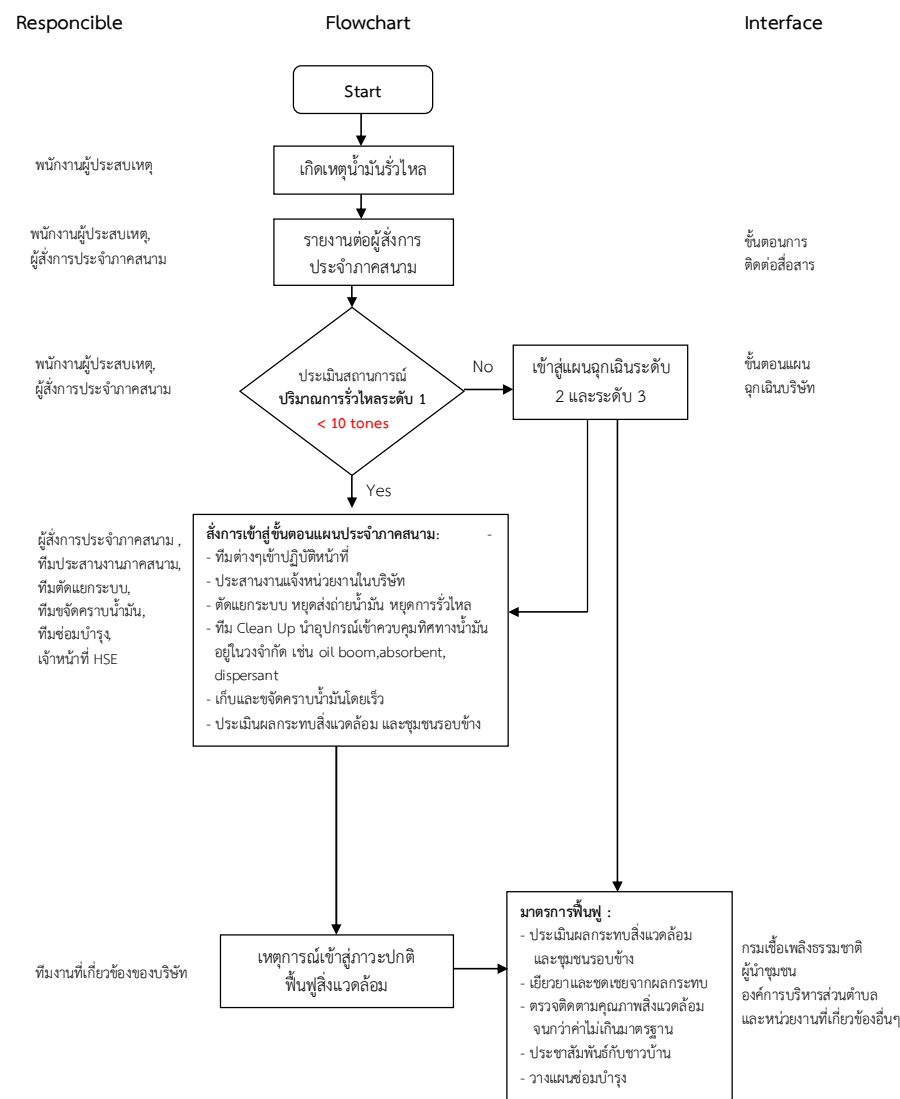 Responcible
Flowchart
Interface
Start
พนักงานผู้ประสบเหตุ
เกิดเหตุน้ำมันรั่วไหล
พนักงานผู้ประสบเหตุ,
ผู้สั่งการประจำภาคสนาม
รายงานต่อผู้สั่งการ
ประจำภาคสนาม
ขั้นตอนการ
ติดต่อสื่อสาร
พนักงานผู้ประสบเหตุ,
ผู้สั่งการประจำภาคสนาม
ประเมินสถานการณ์
ปริมาณการรั่วไหลระดับ 1
< 10 tones
No
เข้าสู่แผนฉุกเฉินระดับ
2 และระดับ 3
ขั้นตอนแผน
ฉุกเฉินบริษัท
Yes
ผู้สั่งการประจำภาคสนาม ,
ทีมประสานงานภาคสนาม,
ทีมตัดแยกระบบ,
ทีมขจัดคราบน้ำมัน,
ทีมซ่อมบำรุง,
เจ้าหน้าที่ HSE
สั่งการเข้าสู่ขั้นตอนแผนประจำภาคสนาม: -
- ทีมต่างๆเข้าปฏิบัติหน้าที่
- ประสานงานแจ้งหน่วยงานในบริษัท
- ตัดแยกระบบ หยุดส่งถ่ายน้ำมัน หยุดการรั่วไหล
- ทีม Clean Up นำอุปกรณ์เข้าควบคุมทิศทางน้ำมัน
อยู่ในวงจำกัด เช่น oil boom,absorbent,
dispersant
- เก็บและขจัดคราบน้ำมันโดยเร็ว
- ประเมินผลกระทบสิ่งแวดล้อม และชุมชนรอบข้าง
ทีมงานที่เกี่ยวข้องของบริษัท
เหตุการณ์เข้าสู่ภาวะปกติ
ฟื้นฟูสิ่งแวดล้อม
มาตรการฟื้นฟู :
- ประเมินผลกระทบสิ่งแวดล้อม
และชุมชนรอบข้าง
- เยียวยาและชดเชยจากผลกระทบ
- ตรวจติดตามคุณภาพสิ่งแวดล้อม
จนกว่าค่าไม่เกินมาตรฐาน
- ประชาสัมพันธ์กับชาวบ้าน
- วางแผนซ่อมบำรุง
กรมเชื้อเพลิงธรรมชาติ
ผู้นำชุมชน
องค์การบริหารส่วนตำบล
และหน่วยงานที่เกี่ยวข้องอื่นๆ